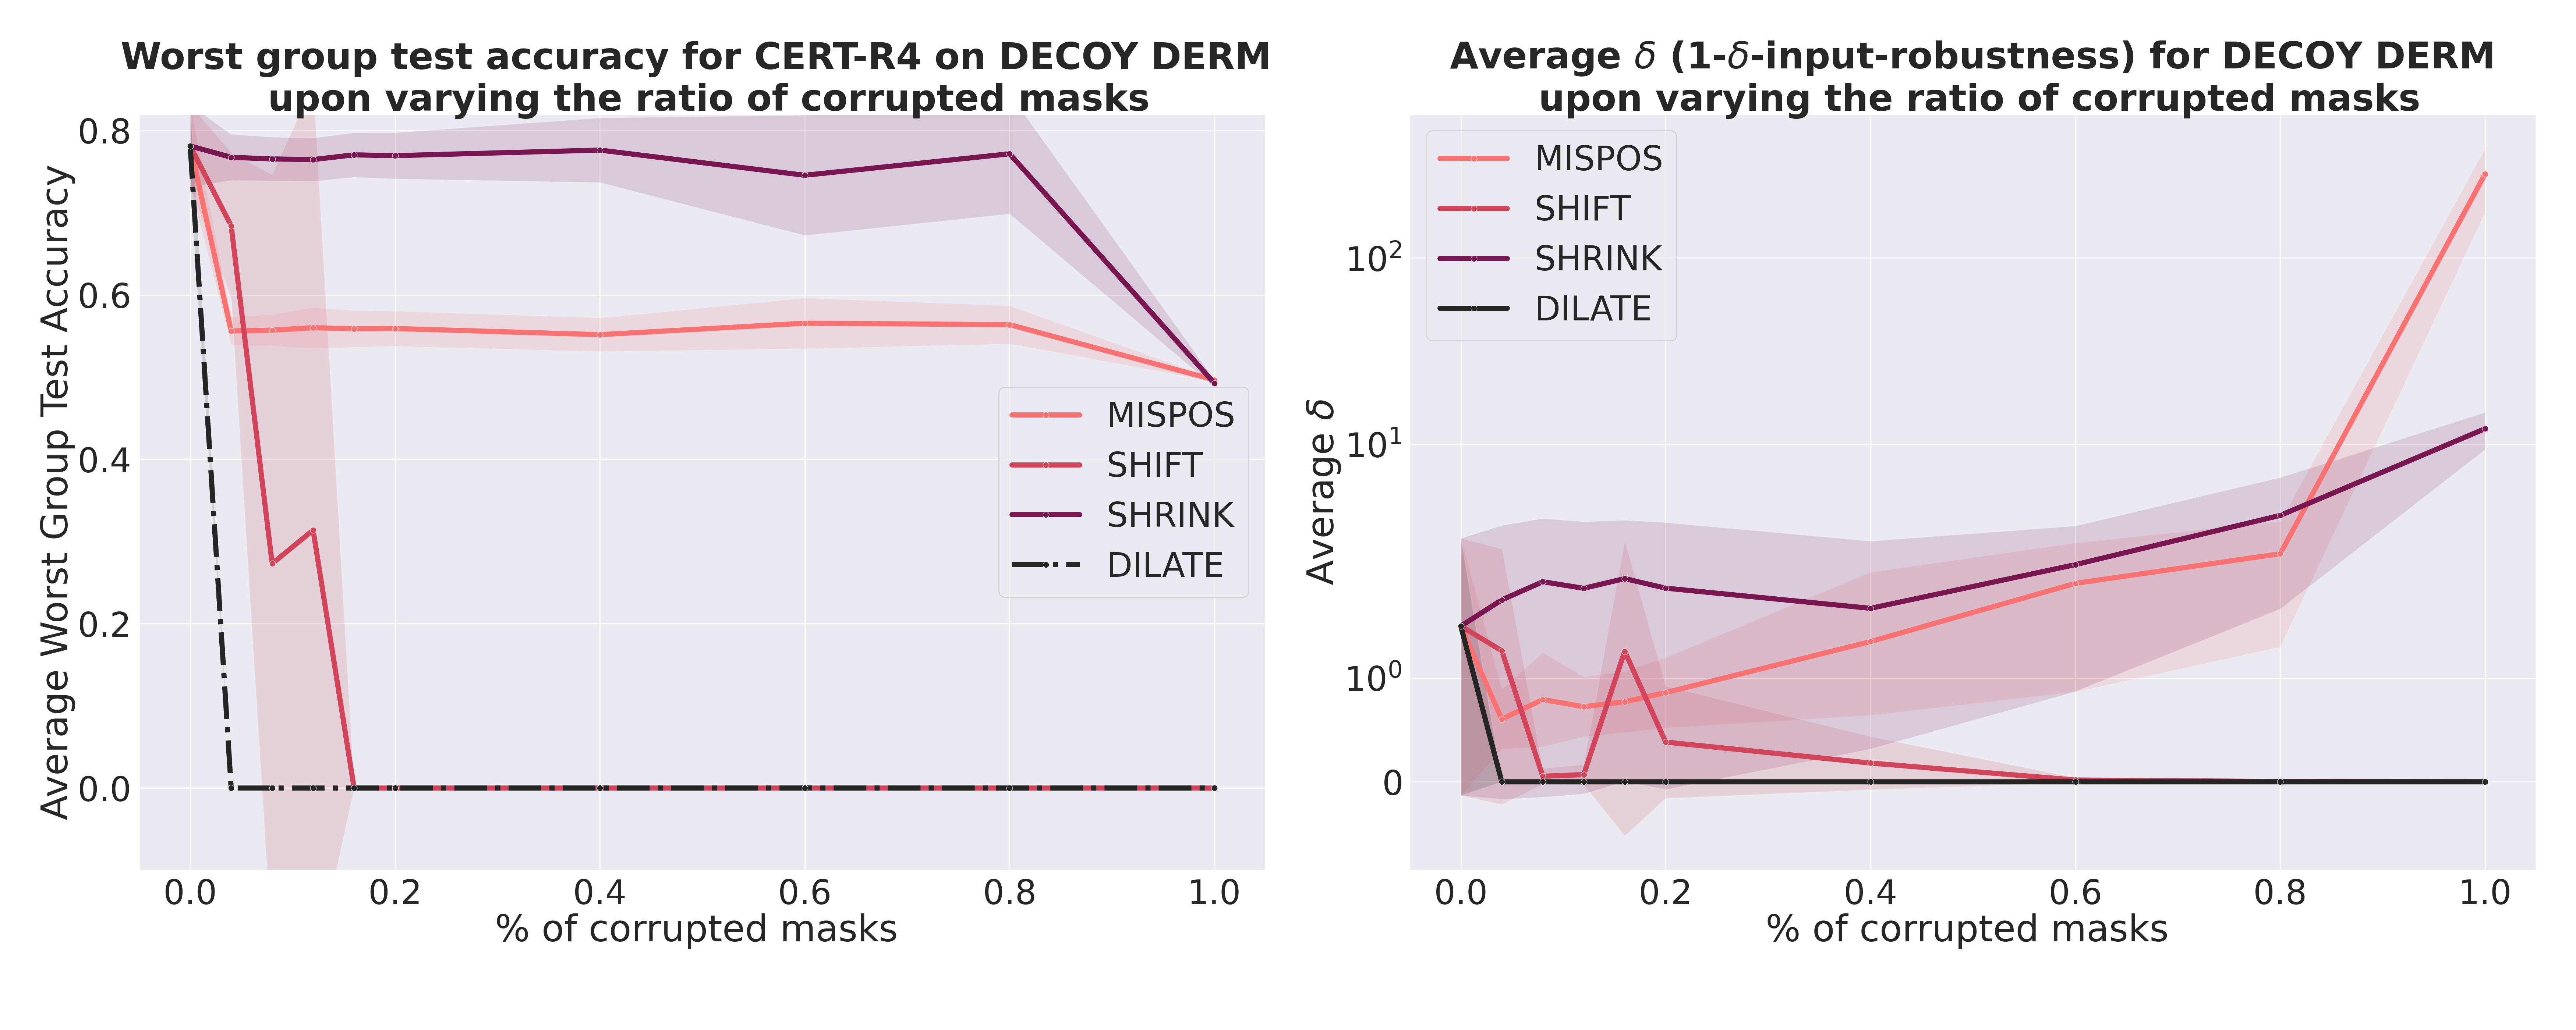 Worst group test accuracy for CERT-R4 on DECOY DERM
upon varying the ratio of corrupted masks
Average Worst Group Test Accuracy
0.8
0.6
0.4
0.2
0.0
MISPOS
SHIFT
SHRINK
DILATE
0.0 0.2 0.4 0.6 0.8 1.0
% of corrupted masks
Average δ (1-δ-input-robustness) for DECOY DERM
upon varying the ratio of corrupted masks
Average δ
MISPOS
SHIFT
SHRINK
DILATE
10²
10¹
10⁰
0
0.0 0.2 0.4 0.6 0.8 1.0
% of corrupted masks